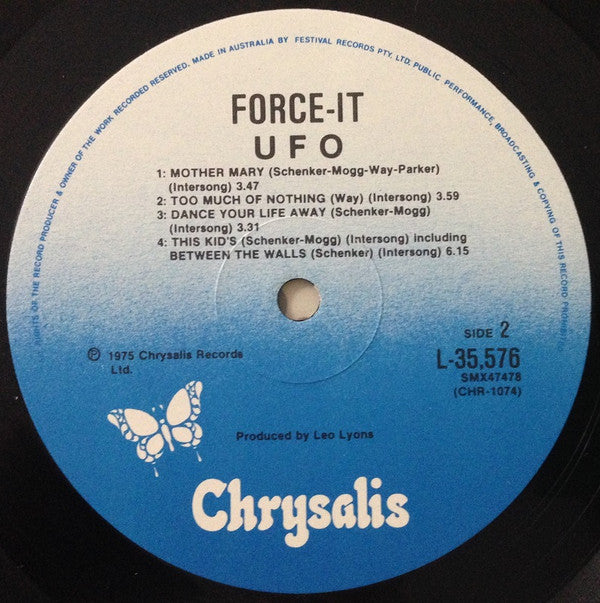 RIGHTS OF THE RECORD PRODUCER & OWNER OF THE WORK RECORDED RESERVED. MADE IN AUSTRALIA BY FESTIVAL RECORDS PTY. LTD. PUBLIC PERFORMANCE, BROADCASTING & COPYING OF THIS RECORD PROHIBITED
FORCE-IT
UFO
1: MOTHER MARY (Schenker-Mogg-Way-Parker)
(Intersong) 3.47
2: TOO MUCH OF NOTHING (Way) (Intersong) 3.59
3: DANCE YOUR LIFE AWAY (Schenker-Mogg)
(Intersong) 3.31
4: THIS KID'S (Schenker-Mogg) (Intersong) including
BETWEEN THE WALLS (Schenker) (Intersong) 6.15
SIDE 2
L-35,576
SMX47478
(CHR-1074)
℗ 1975 Chrysalis Records
Ltd.
Produced by Leo Lyons
Chrysalis